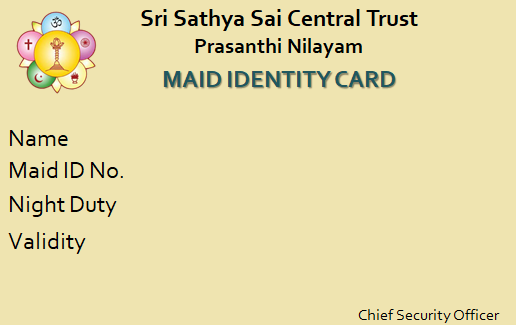 Sri Sathya Sai Central Trust
Prasanthi Nilayam
MAID IDENTITY CARD
Name
Maid ID No.
Night Duty
Validity
Chief Security Officer